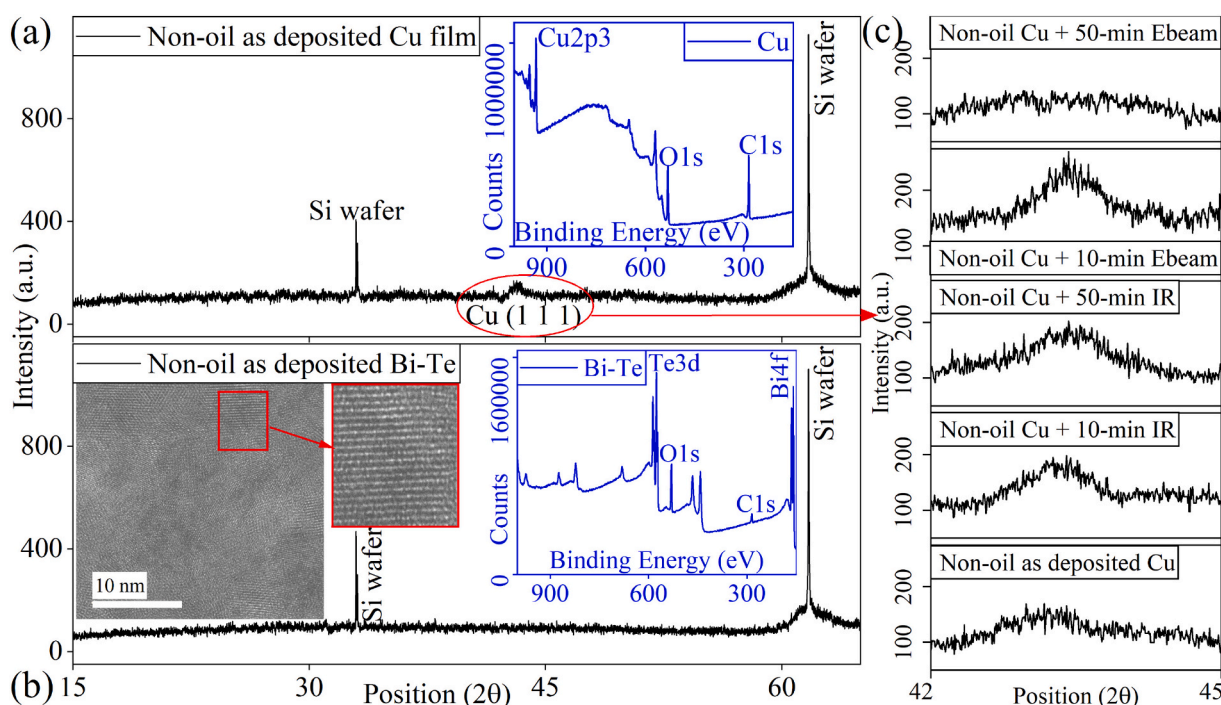 (a)
Non-oil as deposited Cu film
Intensity (a.u.)
800
400
0
Si wafer
Cu (1 1 1)
Si wafer
Cu
Cu2p3
O1s
C1s
Counts
1000000
0
Binding Energy (eV)
900
600
300
Non-oil as deposited Bi-Te
800
400
0
10 nm
Si wafer
Si wafer
Bi-Te
Te3d
Bi4f
O1s
C1s
Counts
1600000
0
Binding Energy (eV)
900
600
300
(b)
15
30
45
60
Position (2θ)
(c)
Non-oil Cu + 50-min Ebeam
200
100
200
100
Non-oil Cu + 10-min Ebeam
Non-oil Cu + 50-min IR
200
100
Intensity (a.u.)
Non-oil Cu + 10-min IR
200
100
Non-oil as deposited Cu
200
100
42
45
Position (2θ)